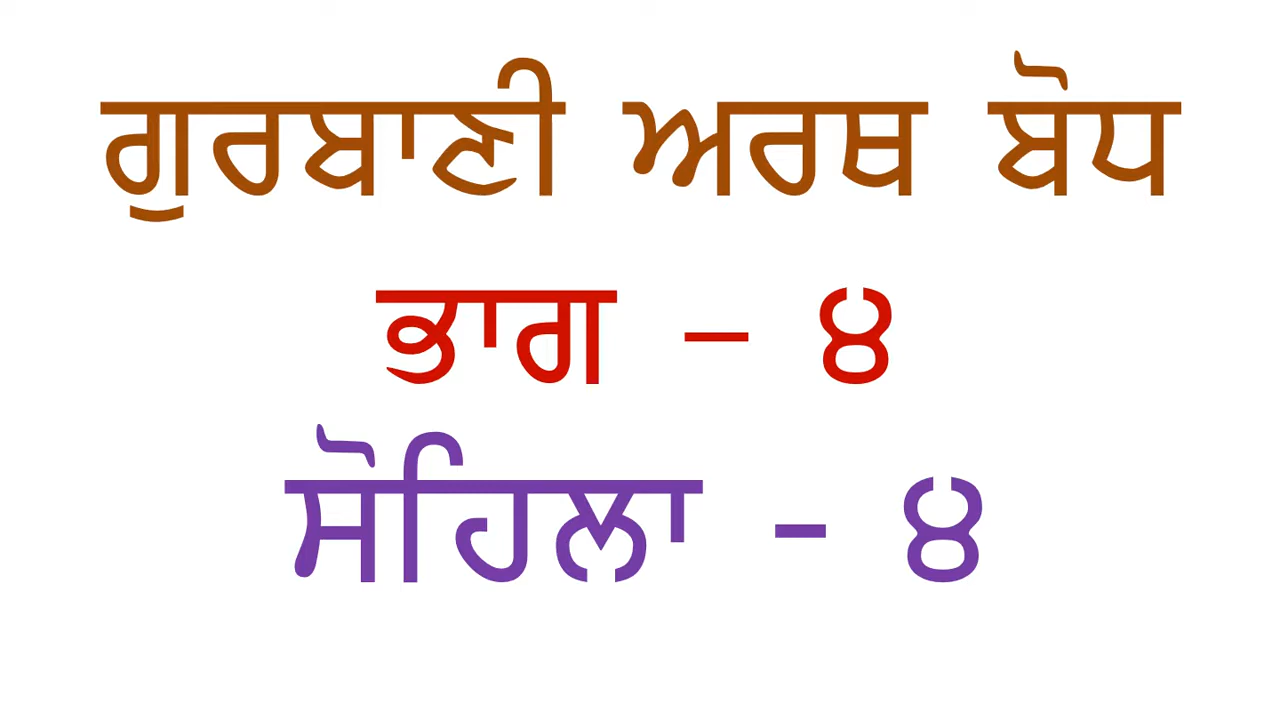 ਗੁਰਬਾਣੀ ਅਰਥ ਬੋਧ
ਭਾਗ – ੪
ਸੋਹਿਲਾ - ੪